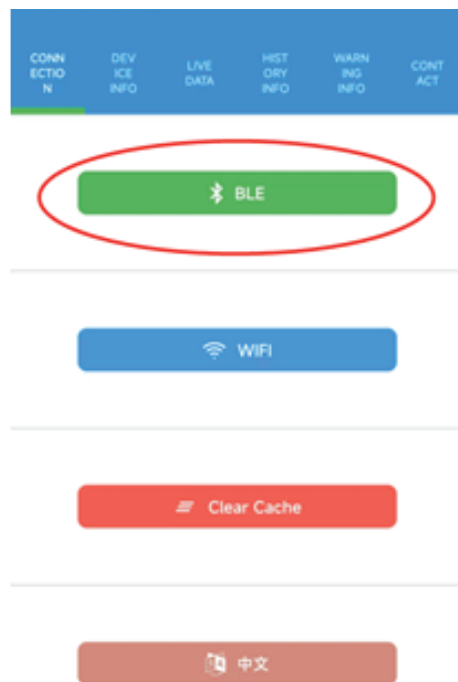 CONN
ECTIO
N
DEV
ICE
INFO
LIVE
DATA
HIST
ORY
INFO
WARN
ING
INFO
CONT
ACT
BLE
WIFI
Clear Cache
中文